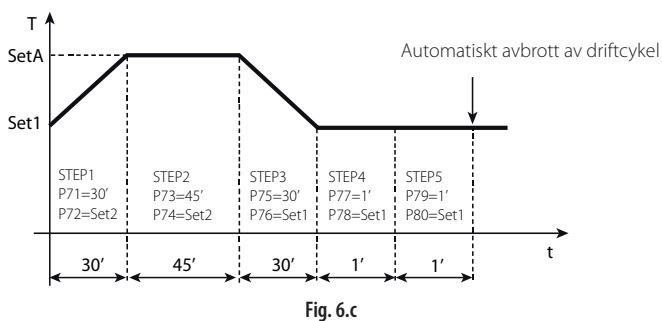 T
SetA
Automatiskt avbrott av driftcykel
Set1
STEP1
P71=30’
P72=Set2
STEP2
P73=45’
P74=Set2
STEP3
P75=30’
P76=Set1
STEP4
P77=1’
P78=Set1
STEP5
P79=1’
P80=Set1
t
30’ 45’ 30’ 1’ 1’
Fig. 6.c